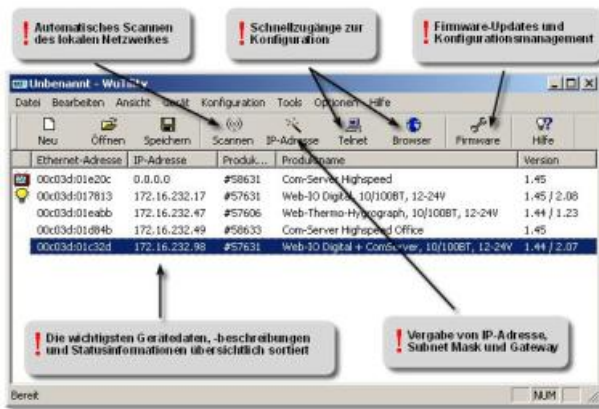 Automatisches Scannen
des lokalen Netzwerkes
Schnellzugänge zur
Konfiguration
Firmware-Updates und
Konfigurationsmanagement
Unbenannt - WuTility
Datei Bearbeiten Ansicht Gerät Konfiguration Tools Optionen Hilfe
Neu Öffnen Speichern Scannen IP-Adresse Telnet Browser Firmware Hilfe
Ethernet-Adresse IP-Adresse Produk... Produktname Version
00c03d:01e20c 0.0.0.0 #58631 Com-Server Highspeed 1.45
00c03d:017813 172.16.232.17 #57631 Web-IO Digital, 10/100BT, 12-24V 1.45 / 2.08
00c03d:01eabb 172.16.232.47 #57606 Web-Thermo-Hygrograph, 10/100BT, 12-24V 1.44 / 1.23
00c03d:01d84b 172.16.232.49 #58633 Com-Server Highspeed Office 1.45
00c03d:01c32d 172.16.232.98 #57631 Web-IO Digital + ComServer, 10/100BT, 12-24V 1.44 / 2.07
Die wichtigsten Gerätedaten, -beschreibungen
und Statusinformationen übersichtlich sortiert
Vergabe von IP-Adresse,
Subnet Mask und Gateway
Bereit NUM